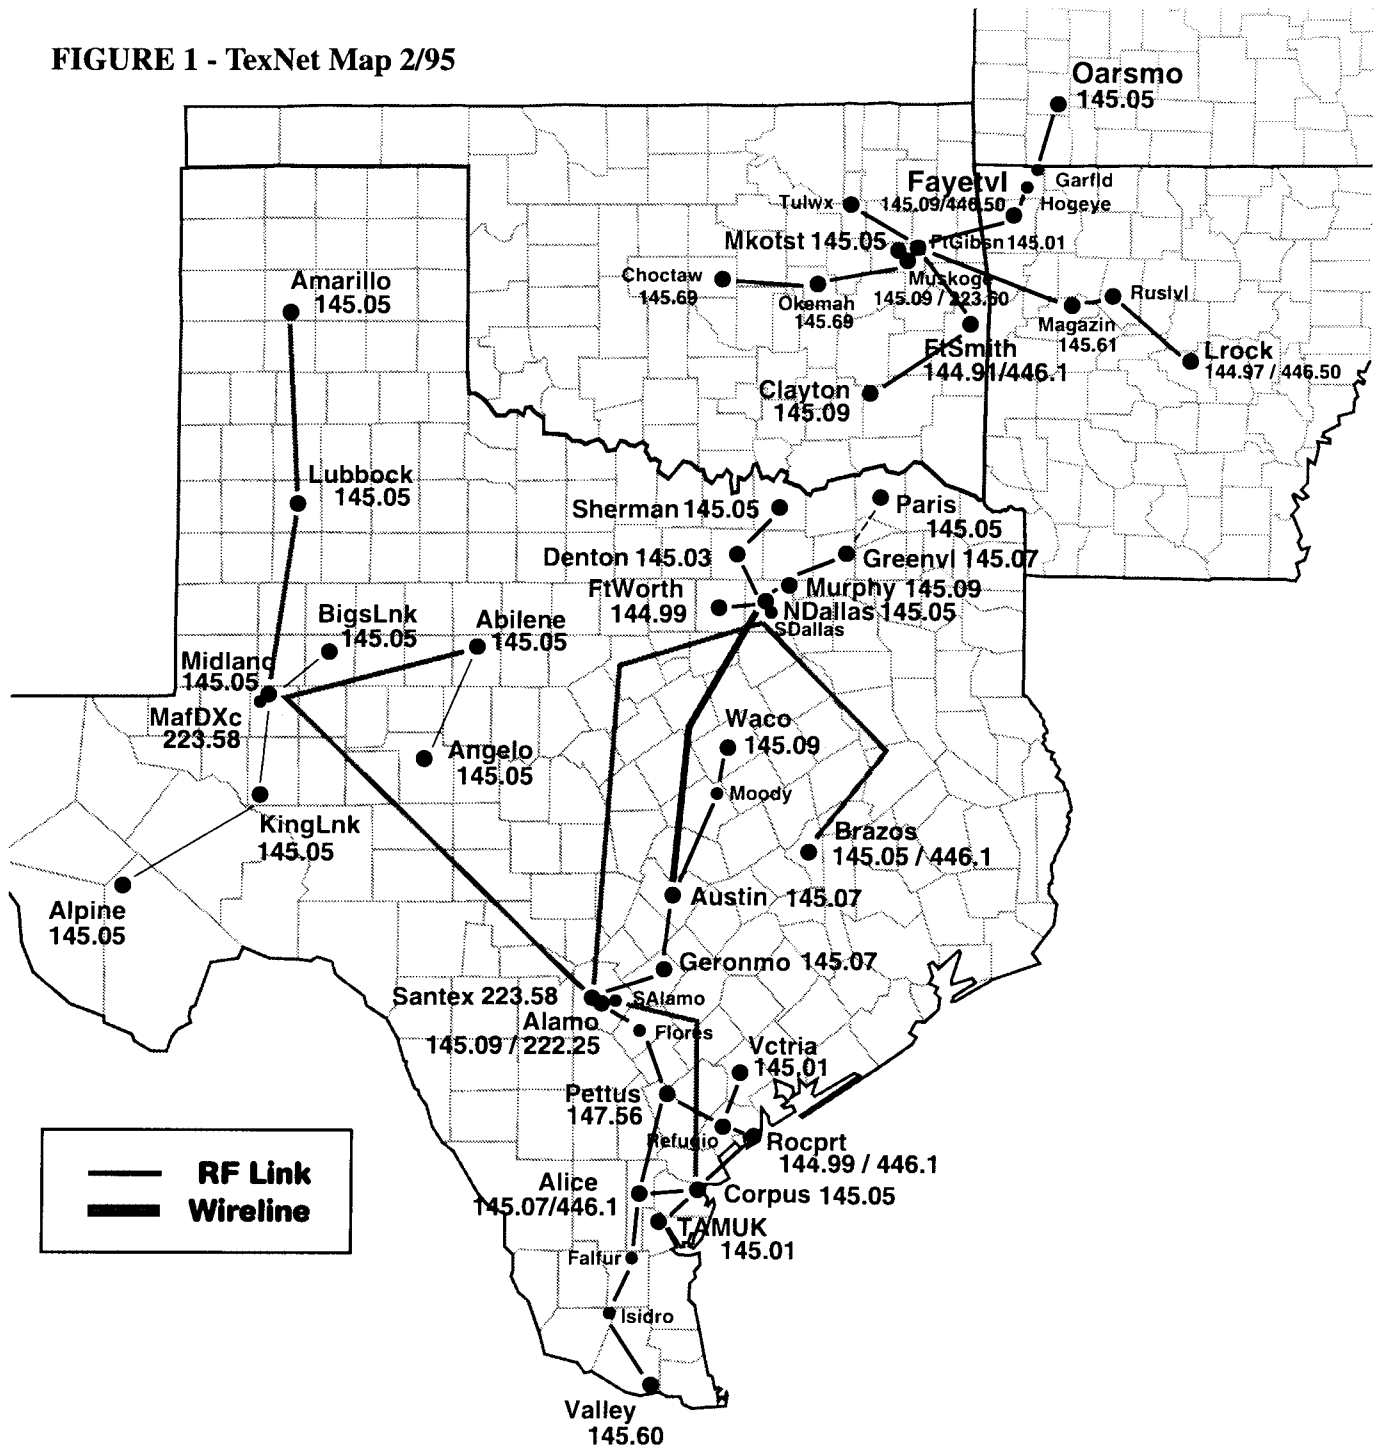 FIGURE 1 - TexNet Map 2/95
Oarsmo
145.05
Garfld
Fayetvl
145.09/446.50
Hogeye
Tulwx
Mkotst 145.05
FtGibsn 145.01
Choctaw
145.69
Okemah
145.69
Muskoge
145.09 / 223.60
Ruslvl
Magazin
145.61
Lrock
144.97 / 446.50
FtSmith
144.91/446.1
Clayton
145.09
Amarillo
145.05
Lubbock
145.05
Sherman 145.05
Paris
145.05
Denton 145.03
Greenvl 145.07
FtWorth
144.99
Murphy 145.09
NDallas 145.05
SDallas
BigsLnk
145.05
Abilene
145.05
Midland
145.05
MafDXc
223.58
Angelo
145.05
Waco
145.09
Moody
KingLnk
145.05
Brazos
145.05 / 446.1
Alpine
145.05
Austin 145.07
Geronmo 145.07
Santex 223.58
SAlamo
Alamo
145.09 / 222.25
Flores
Vctria
145.01
Pettus
147.56
Refugio
Rocprt
144.99 / 446.1
Alice
145.07/446.1
Corpus 145.05
TAMUK
145.01
Falfur
Isidro
Valley
145.60
RF Link
Wireline